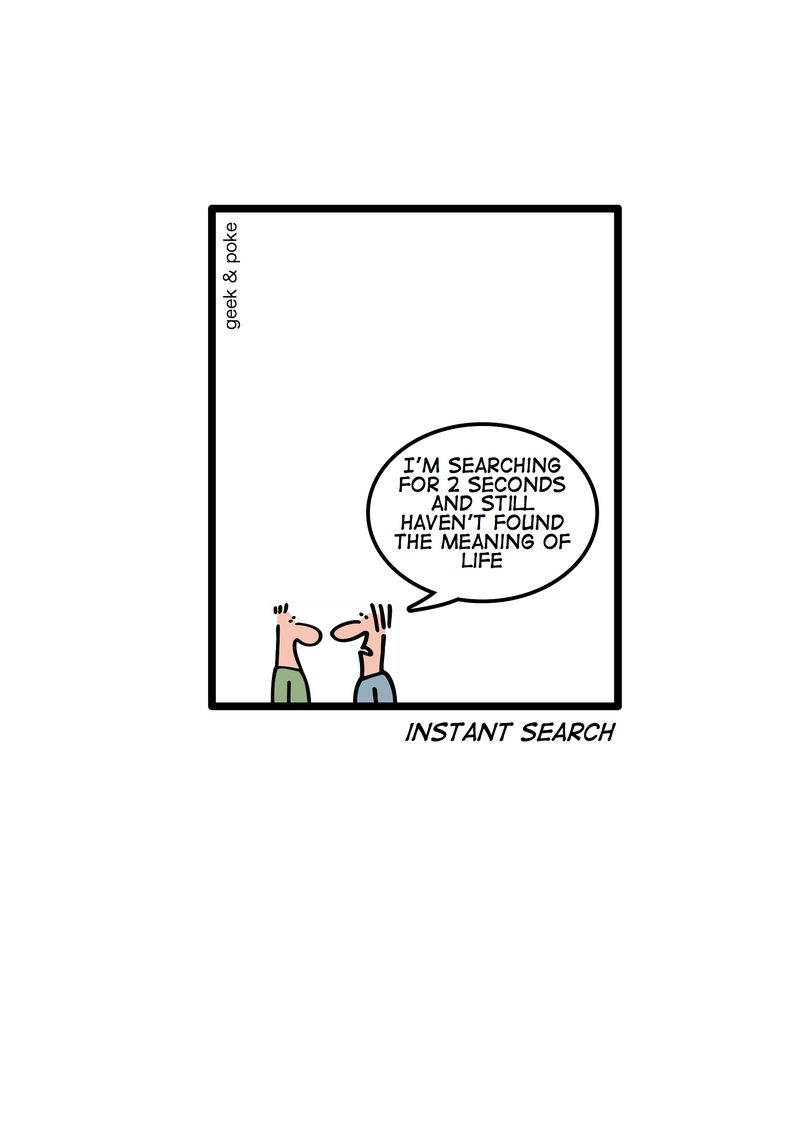 geek & poke
I'M SEARCHING
FOR 2 SECONDS
AND STILL
HAVEN'T FOUND
THE MEANING OF
LIFE
INSTANT SEARCH